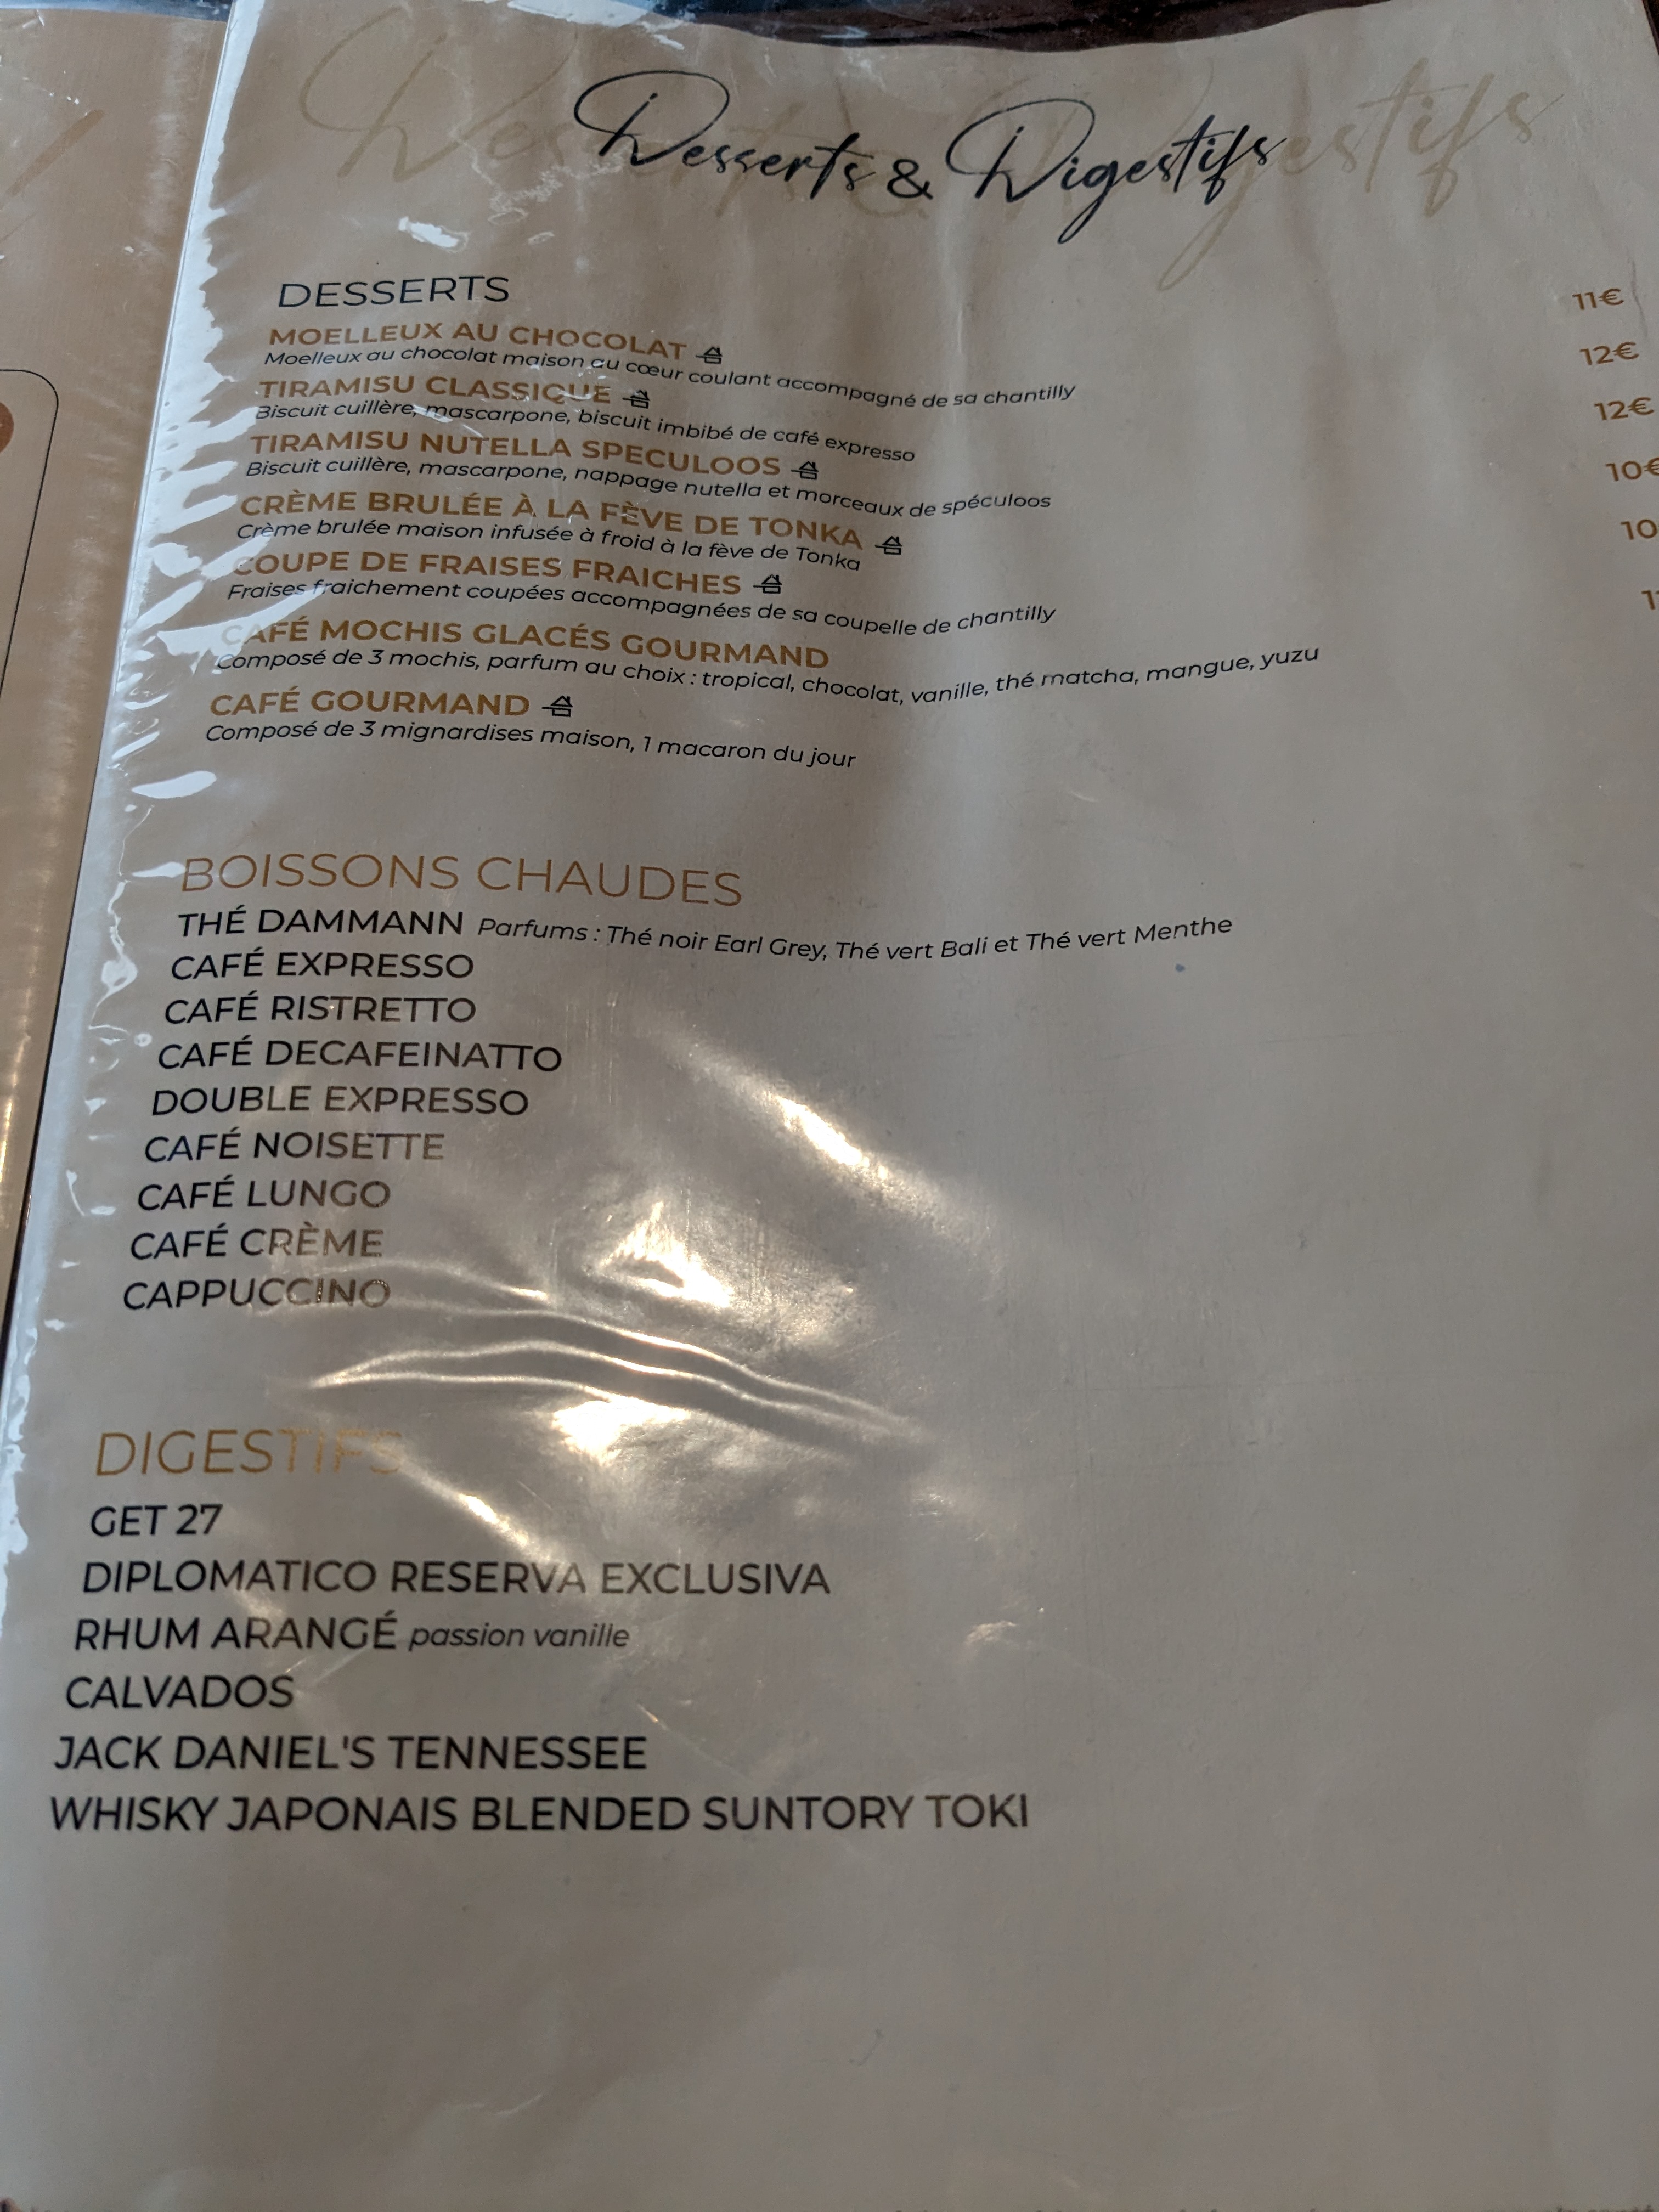 Desserts & Digestifs
DESSERTS
MOELLEUX AU CHOCOLAT 11€
Moelleux au chocolat maison au cœur coulant accompagné de sa chantilly
TIRAMISU CLASSIQUE 12€
Biscuit cuillère, mascarpone, biscuit imbibé de café expresso
TIRAMISU NUTELLA SPECULOOS 12€
Biscuit cuillère, mascarpone, nappage nutella et morceaux de spéculoos
CRÈME BRULÉE À LA FÈVE DE TONKA 10€
Crème brulée maison infusée à froid à la fève de Tonka
COUPE DE FRAISES FRAICHES 10
Fraises fraichement coupées accompagnées de sa coupelle de chantilly
CAFÉ MOCHIS GLACÉS GOURMAND
Composé de 3 mochis, parfum au choix : tropical, chocolat, vanille, thé matcha, mangue, yuzu
CAFÉ GOURMAND
Composé de 3 mignardises maison, 1 macaron du jour
BOISSONS CHAUDES
THÉ DAMMANN Parfums : Thé noir Earl Grey, Thé vert Bali et Thé vert Menthe
CAFÉ EXPRESSO
CAFÉ RISTRETTO
CAFÉ DECAFEINATTO
DOUBLE EXPRESSO
CAFÉ NOISETTE
CAFÉ LUNGO
CAFÉ CRÈME
CAPPUCCINO
DIGESTIFS
GET 27
DIPLOMATICO RESERVA EXCLUSIVA
RHUM ARANGÉ passion vanille
CALVADOS
JACK DANIEL'S TENNESSEE
WHISKY JAPONAIS BLENDED SUNTORY TOKI